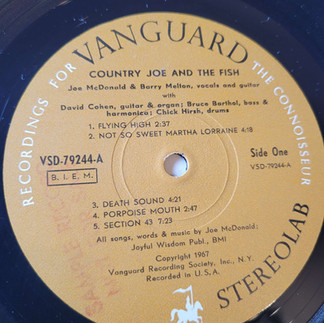 RECORDINGS FOR VANGUARD THE CONNOISSEUR
COUNTRY JOE AND THE FISH
Joe McDonald & Barry Melton, vocals and guitar
with
David Cohen, guitar & organ; Bruce Barthol, bass &
harmonica; Chick Hirsh, drums
1. FLYING HIGH 2:37
2. NOT SO SWEET MARTHA LORRAINE 4:18
VSD-79244-A
B. I. E. M.
Side One
VSD-79244-A
3. DEATH SOUND 4:21
4. PORPOISE MOUTH 2:47
5. SECTION 43 7:23
All songs, words & music by Joe McDonald;
Joyful Wisdom Publ., BMI
Copyright 1967
Vanguard Recording Society, Inc., N.Y.
Recorded in U.S.A.
STEREOLAB